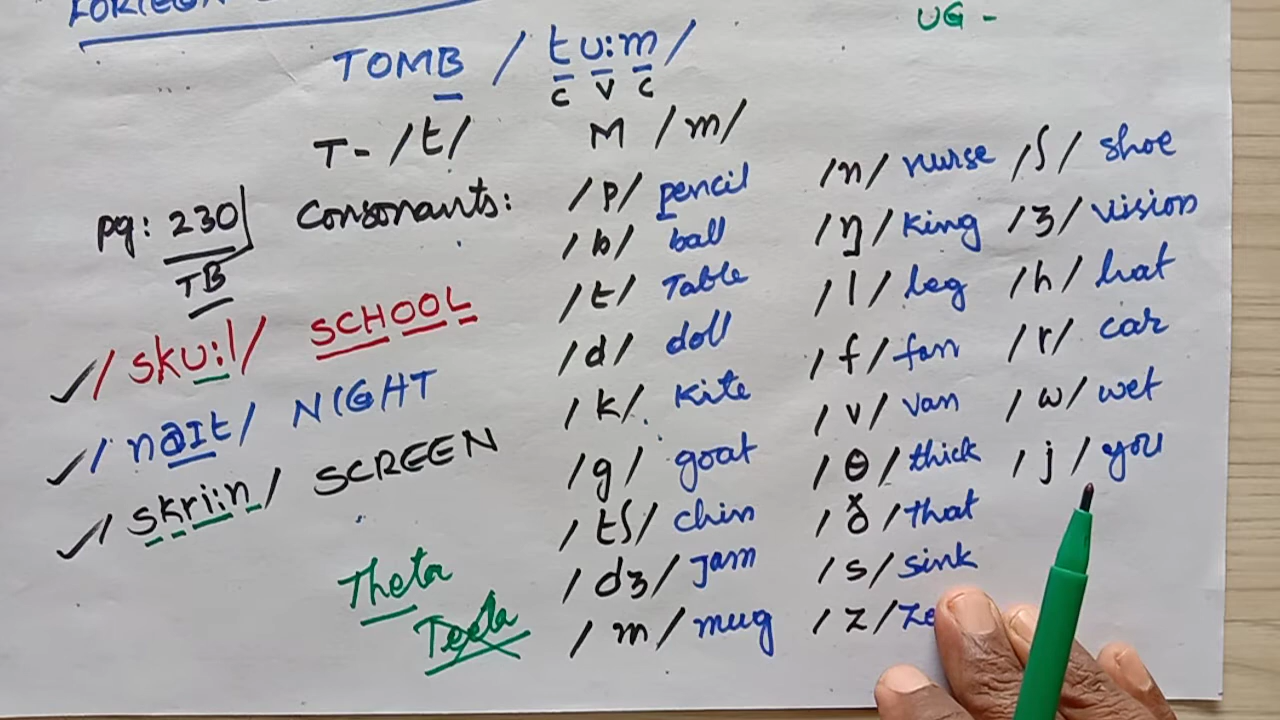 UG -
TOMB / tu:m /
C V C
T - /t/ M /m/
pg: 230
TB
Consonants:
/sku:l/ SCHOOL
/naIt/ NIGHT
/skri:n/ SCREEN
Theta
/p/ pencil
/b/ ball
/t/ Table
/d/ doll
/k/ Kite
/g/ goat
/tʃ/ chin
/dʒ/ Jam
/m/ mug
/n/ nurse
/ŋ/ king
/l/ leg
/f/ fan
/v/ van
/θ/ thick
/ð/ that
/s/ sink
/z/
/ʃ/ shoe
/ʒ/ vision
/h/ hat
/r/ car
/w/ wet
/j/ you